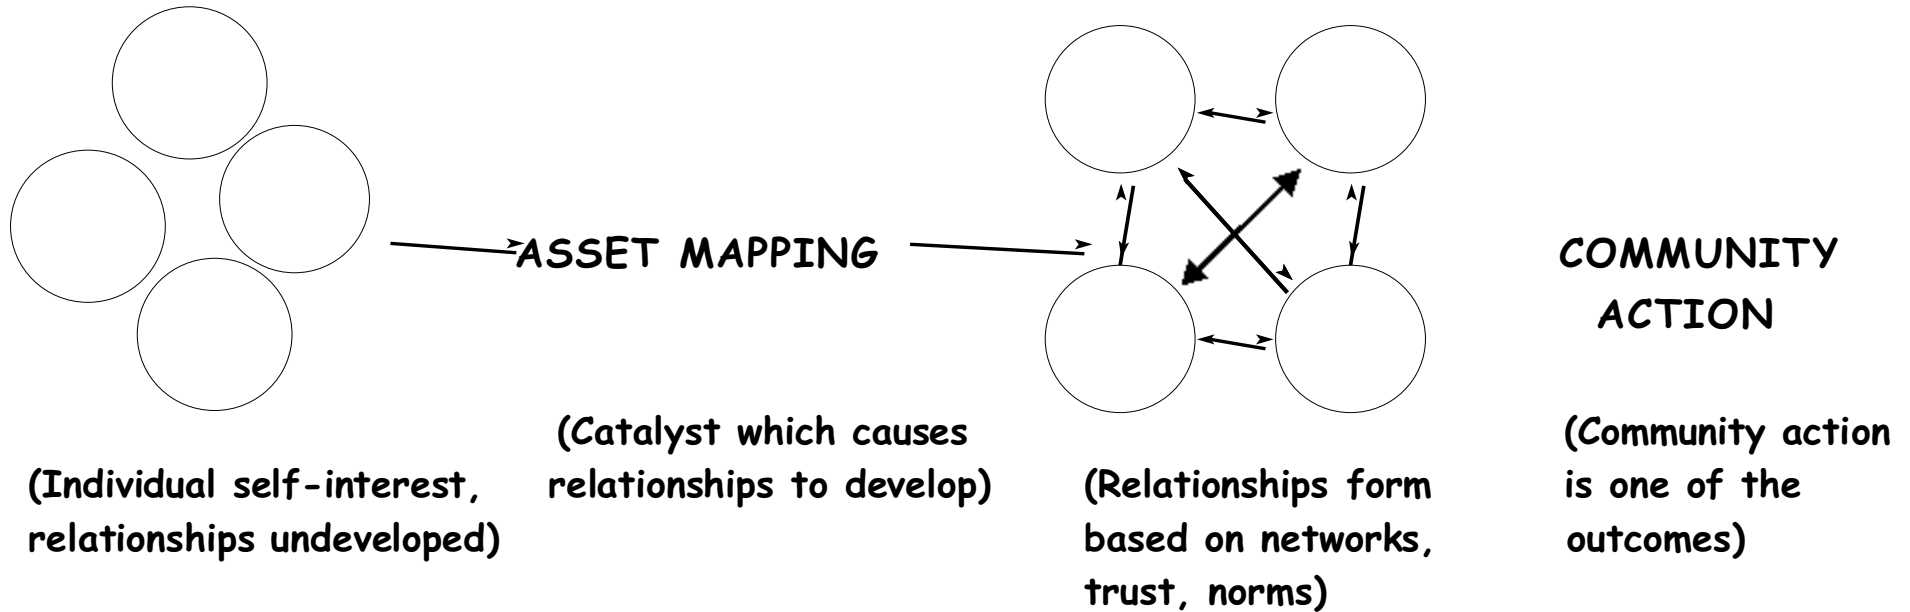 ASSET MAPPING
COMMUNITY
ACTION
(Individual self-interest,
relationships undeveloped)
(Catalyst which causes
relationships to develop)
(Relationships form
based on networks,
trust, norms)
(Community action
is one of the
outcomes)